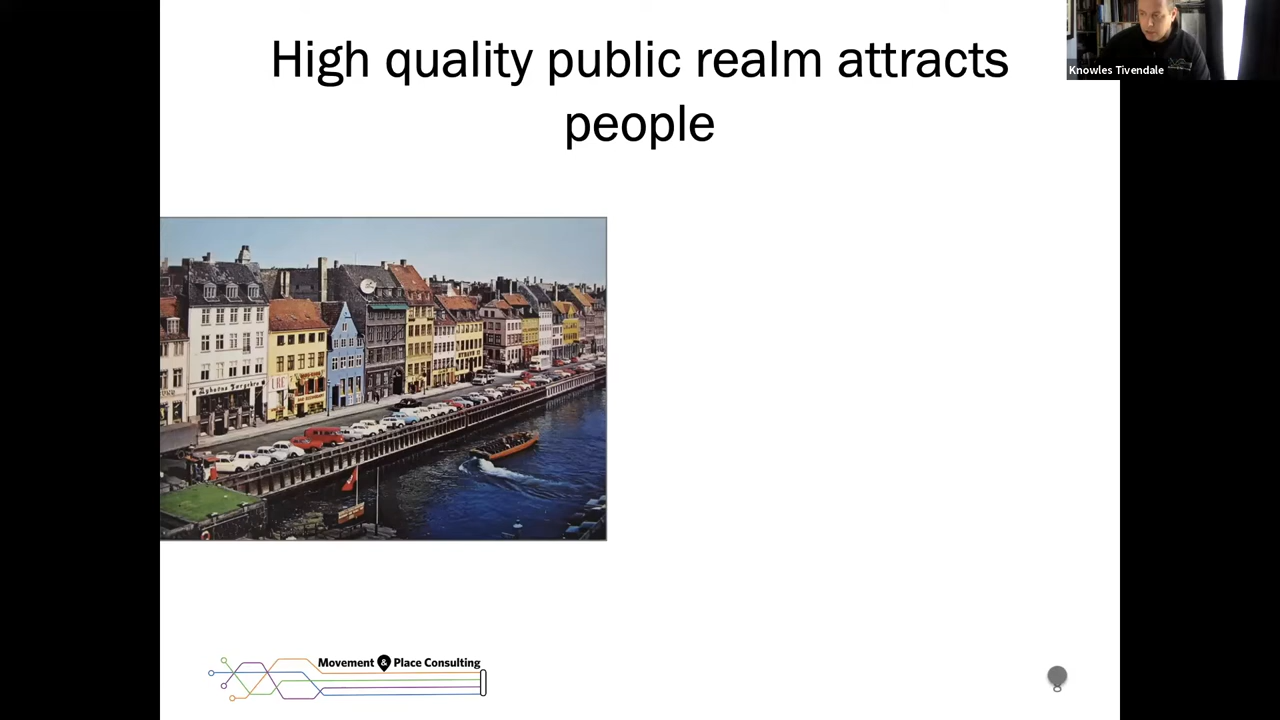 High quality public realm attracts
people
Knowles Tivendale
Movement & Place Consulting